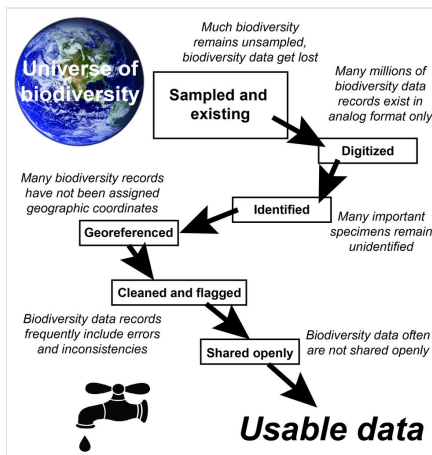 Universe of
biodiversity
Much biodiversity
remains unsampled,
biodiversity data get lost
Sampled and
existing
Many millions of
biodiversity data
records exist in
analog format only
Digitized
Many biodiversity records
have not been assigned
geographic coordinates
Identified
Many important
specimens remain
unidentified
Georeferenced
Cleaned and flagged
Biodiversity data records
frequently include errors
and inconsistencies
Shared openly
Biodiversity data often
are not shared openly
Usable data